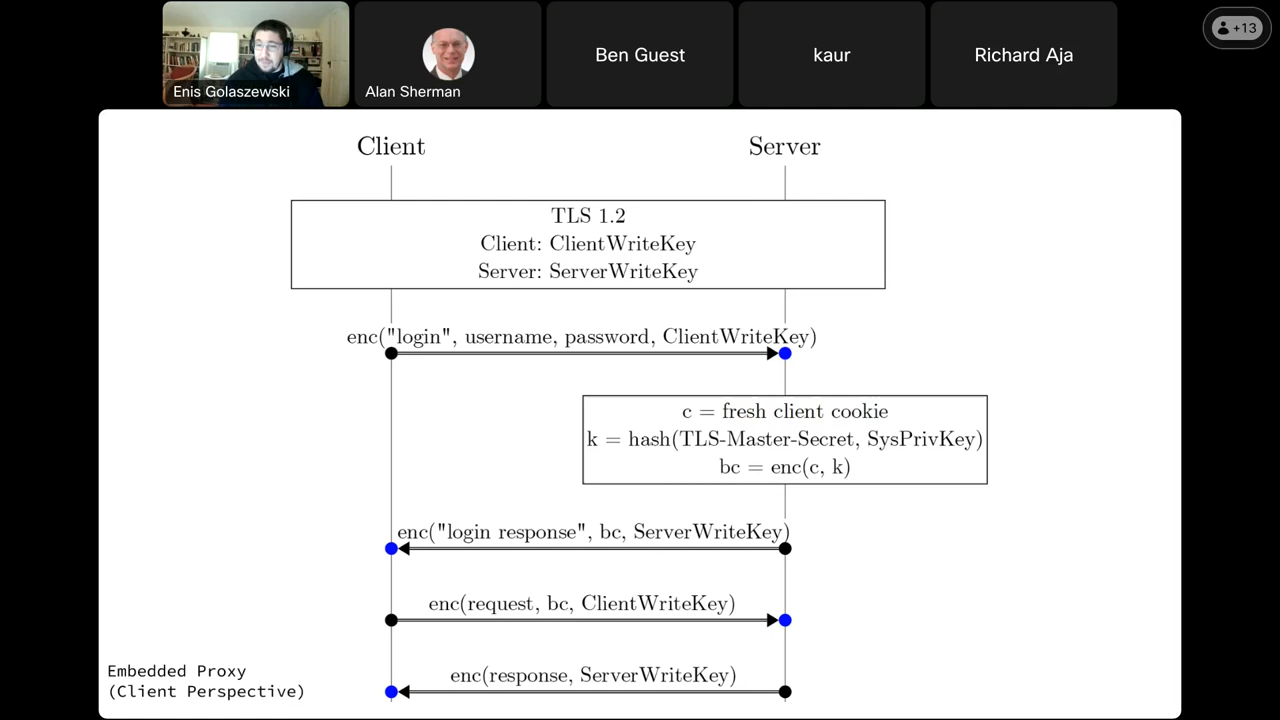 Enis Golaszewski
Alan Sherman
Ben Guest
kaur
Richard Aja
+13
Client
Server
TLS 1.2
Client: ClientWriteKey
Server: ServerWriteKey
enc("login", username, password, ClientWriteKey)
c = fresh client cookie
k = hash(TLS-Master-Secret, SysPrivKey)
bc = enc(c, k)
enc("login response", bc, ServerWriteKey)
enc(request, bc, ClientWriteKey)
enc(response, ServerWriteKey)
Embedded Proxy
(Client Perspective)